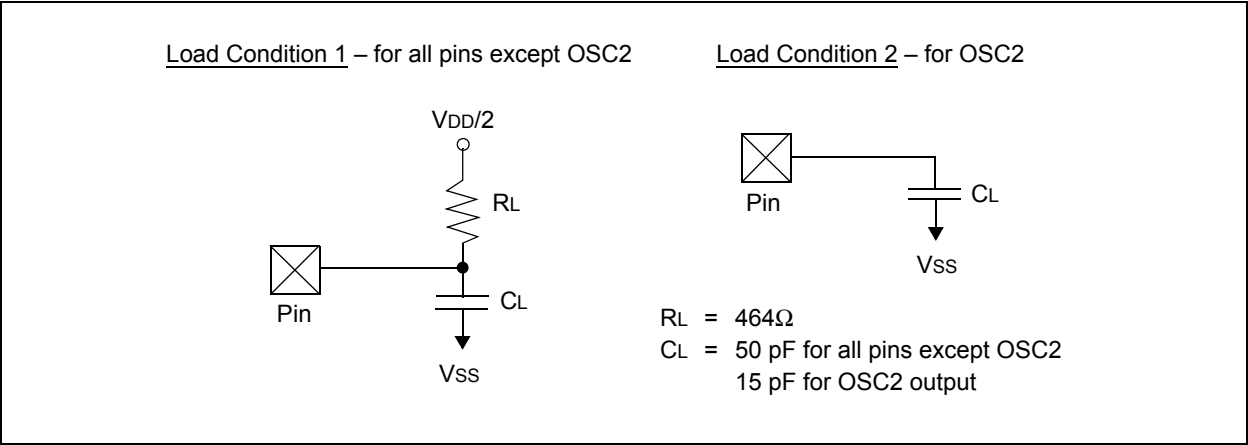 Load Condition 1 – for all pins except OSC2
Load Condition 2 – for OSC2
VDD/2
RL
Pin
CL
VSS
Pin
CL
VSS
RL = 464Ω
CL = 50 pF for all pins except OSC2
15 pF for OSC2 output